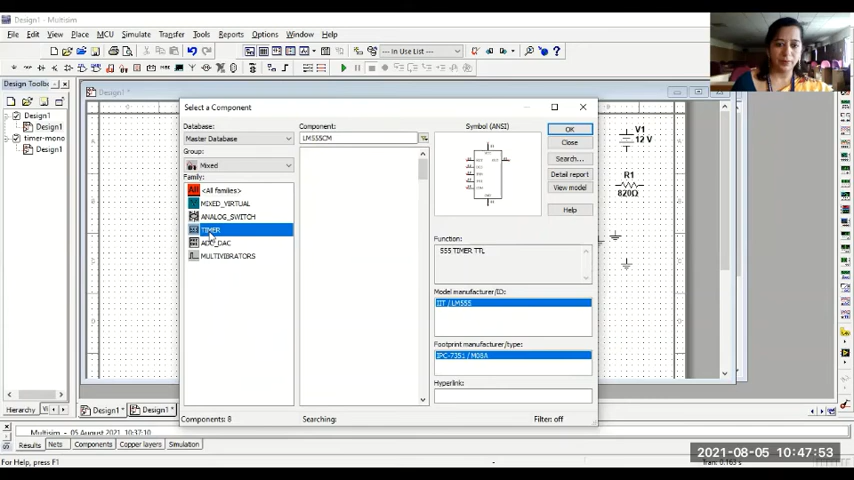 Design1 - Multisim
File Edit View Place MCU Simulate Transfer Tools Reports Options Window Help
--- In Use List ---
Design Toolbox
Design1 *
Design1
Design1
timer-mono
Design1
Select a Component
Database:
Master Database
Group:
Mixed
Family:
All <All families>
MIXED_VIRTUAL
ANALOG_SWITCH
TIMER
ADC_DAC
MULTIVIBRATORS
Component:
LM555CM
Symbol (ANSI)
OK
Close
Search...
Detail report
View model
Help
Function:
555 TIMER TTL
Model manufacturer/ID:
IIT / LM555
Footprint manufacturer/type:
IPC-7351 / M08A
Hyperlink:
Components: 8
Searching:
Filter: off
V1
12 V
R1
820Ω
Hierarchy
Design1 *
Design1 *
Multisim - 05 August 2021, 10:37:10
Results Nets Components Copper layers Simulation
For Help, press F1
-
Tran: 0.163 s
2021-08-05 10:47:53